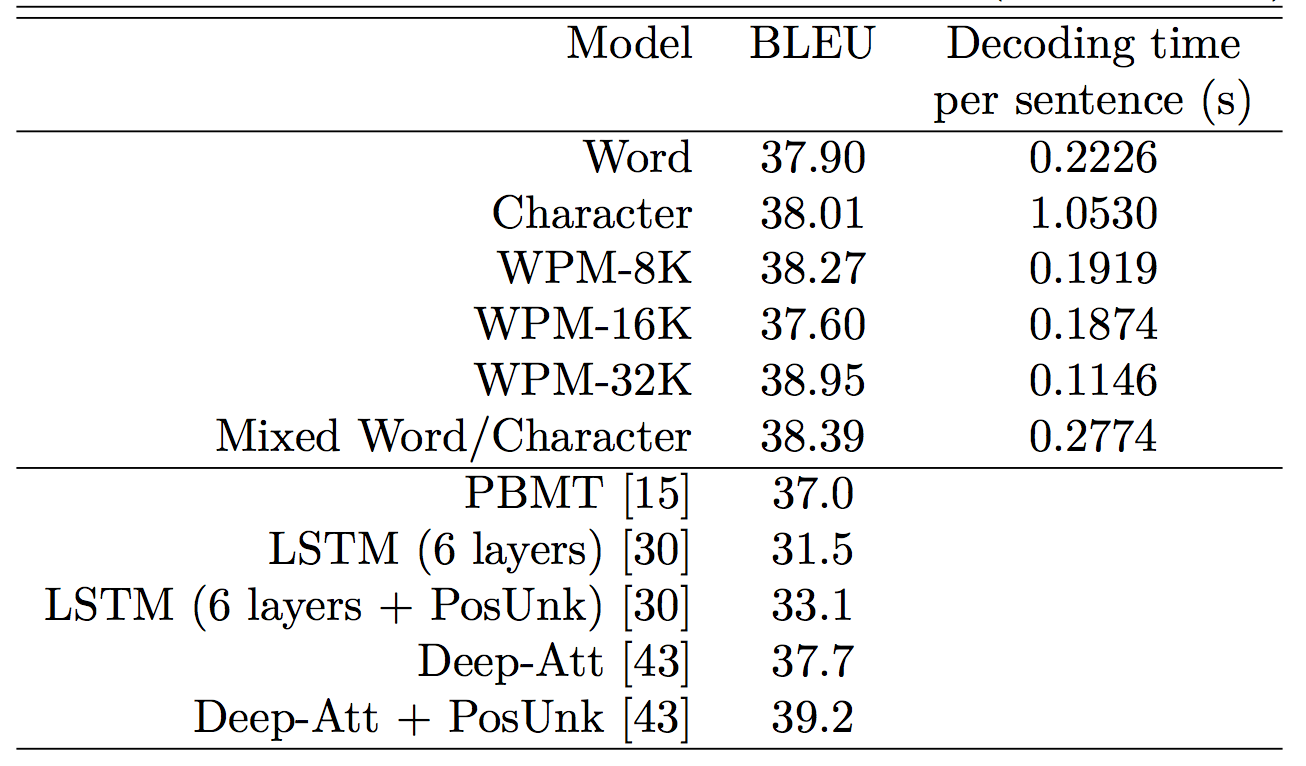 Model BLEU Decoding time
per sentence (s)
Word 37.90 0.2226
Character 38.01 1.0530
WPM-8K 38.27 0.1919
WPM-16K 37.60 0.1874
WPM-32K 38.95 0.1146
Mixed Word/Character 38.39 0.2774
PBMT [15] 37.0
LSTM (6 layers) [30] 31.5
LSTM (6 layers + PosUnk) [30] 33.1
Deep-Att [43] 37.7
Deep-Att + PosUnk [43] 39.2